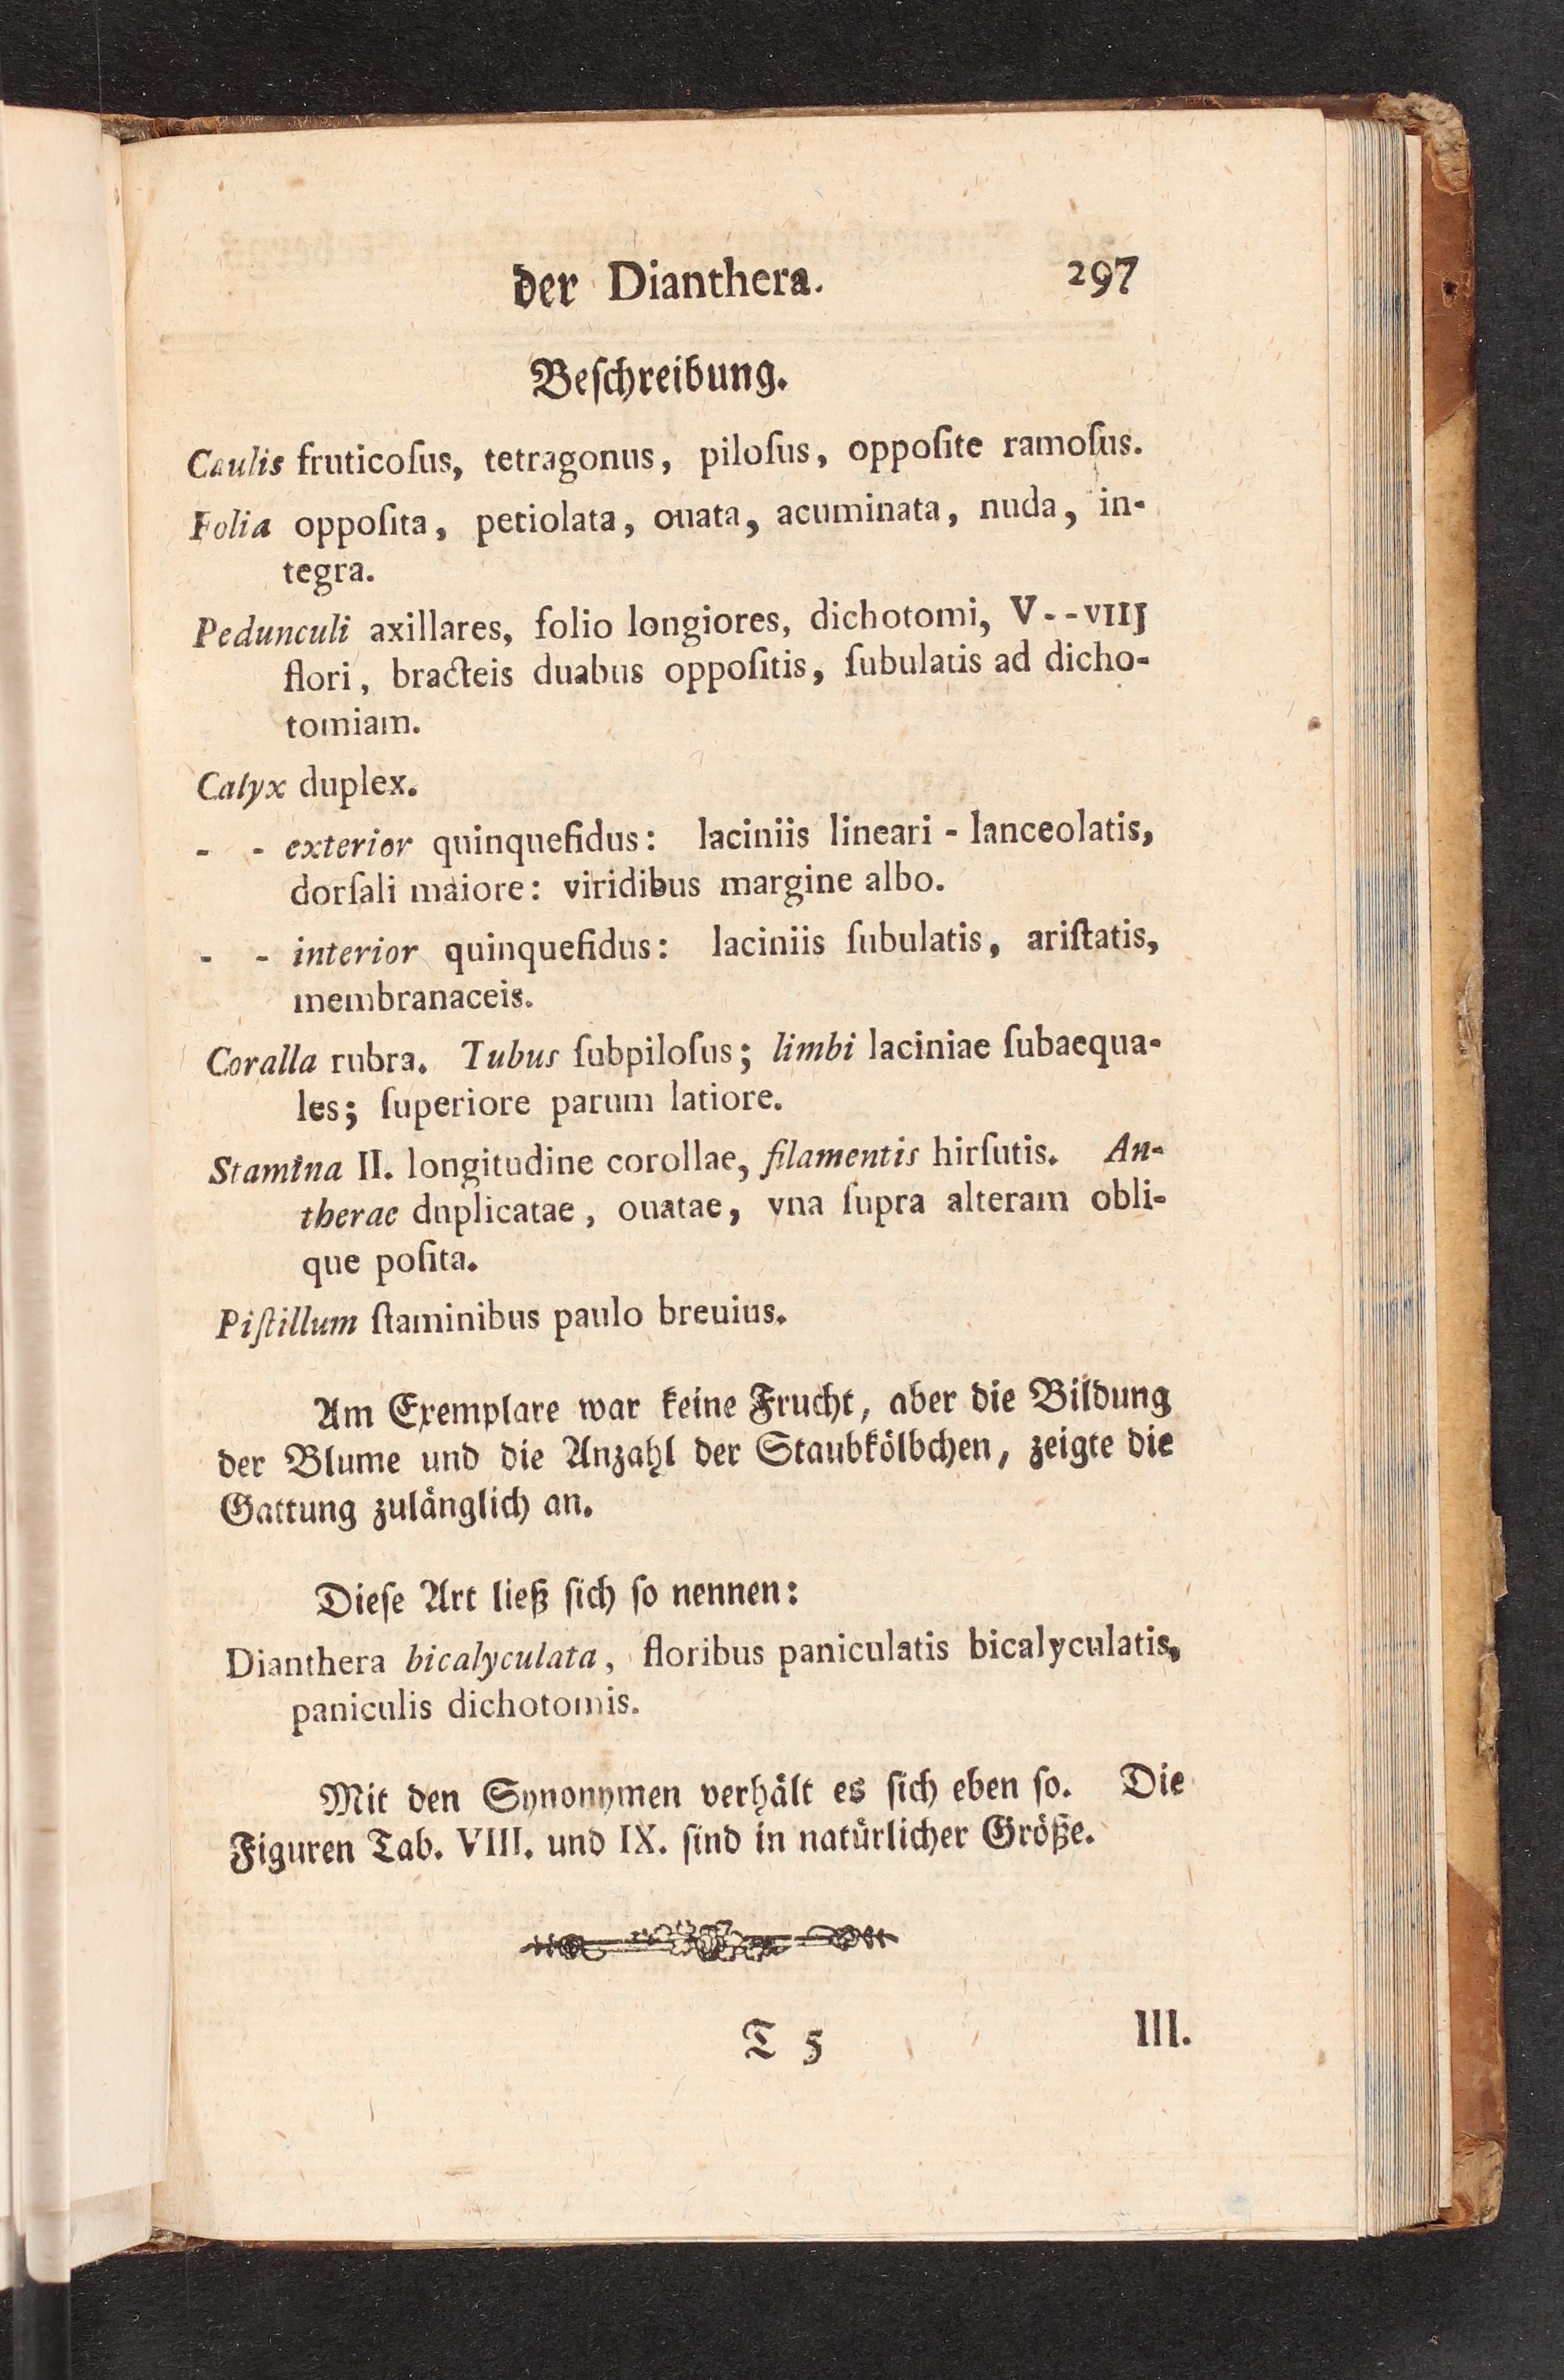 der Dianthera. 297
Beſchreibung.
Caulis fruticoſus, tetragonus, piloſus, oppoſite ramoſus.
Folia oppoſita, petiolata, ouata, acuminata, nuda, in-
tegra.
Pedunculi axillares, folio longiores, dichotomi, V--VIIJ
flori, bracteis duabus oppoſitis, ſubulatis ad dicho-
tomiam.
Calyx duplex.
- - exterior quinquefidus: laciniis lineari-lanceolatis,
dorſali maiore: viridibus margine albo.
- - interior quinquefidus: laciniis ſubulatis, ariſtatis,
membranaceis.
Coralla rubra. Tubus ſubpiloſus; limbi laciniae ſubaequa-
les; ſuperiore parum latiore.
Stamina II. longitudine corollae, filamentis hirſutis. An-
therae duplicatae, ouatae, vna ſupra alteram obli-
que poſita.
Piſtillum ſtaminibus paulo breuius.
Am Exemplare war keine Frucht, aber die Bildung
der Blume und die Anzahl der Staubkölbchen, zeigte die
Gattung zulänglich an.
Dieſe Art ließ ſich ſo nennen:
Dianthera bicalyculata, floribus paniculatis bicalyculatis,
paniculis dichotomis.
Mit den Synonymen verhält es ſich eben ſo. Die
Figuren Tab. VIII. und IX. ſind in natürlicher Größe.
T 5 III.